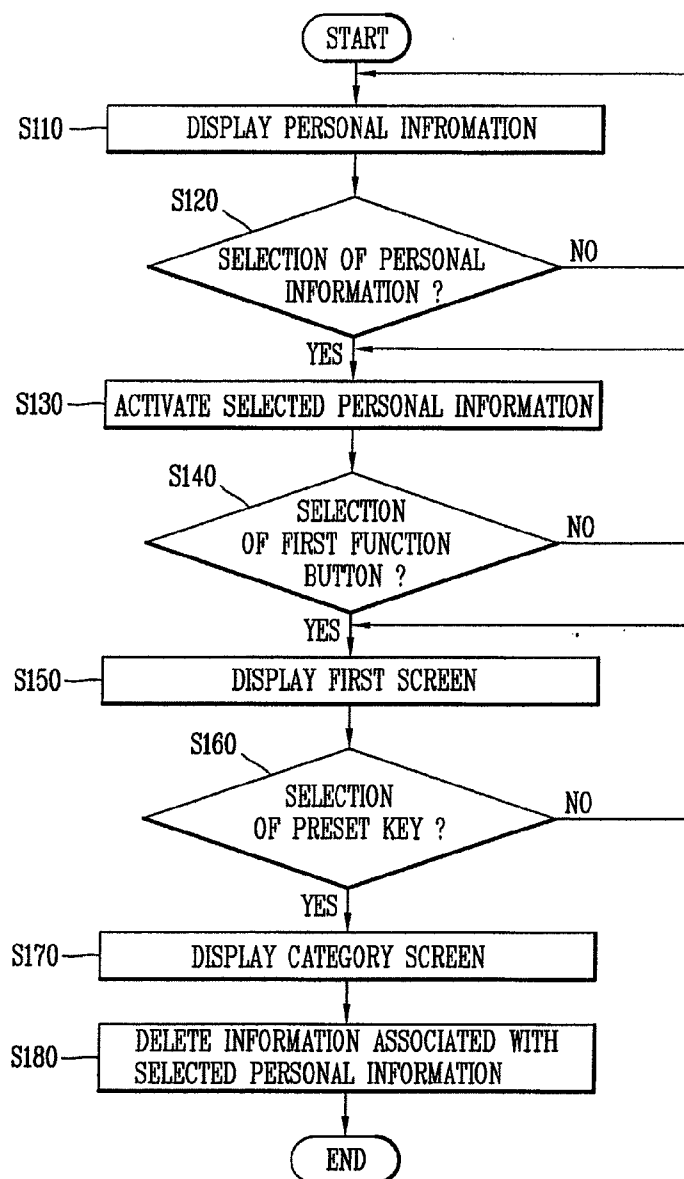 START
S110
DISPLAY PERSONAL INFROMATION
S120
SELECTION OF PERSONAL
INFORMATION ?
NO
YES
S130
ACTIVATE SELECTED PERSONAL INFORMATION
S140
SELECTION
OF FIRST FUNCTION
BUTTON ?
NO
YES
S150
DISPLAY FIRST SCREEN
S160
SELECTION
OF PRESET KEY ?
NO
YES
S170
DISPLAY CATEGORY SCREEN
S180
DELETE INFORMATION ASSOCIATED WITH
SELECTED PERSONAL INFORMATION
END